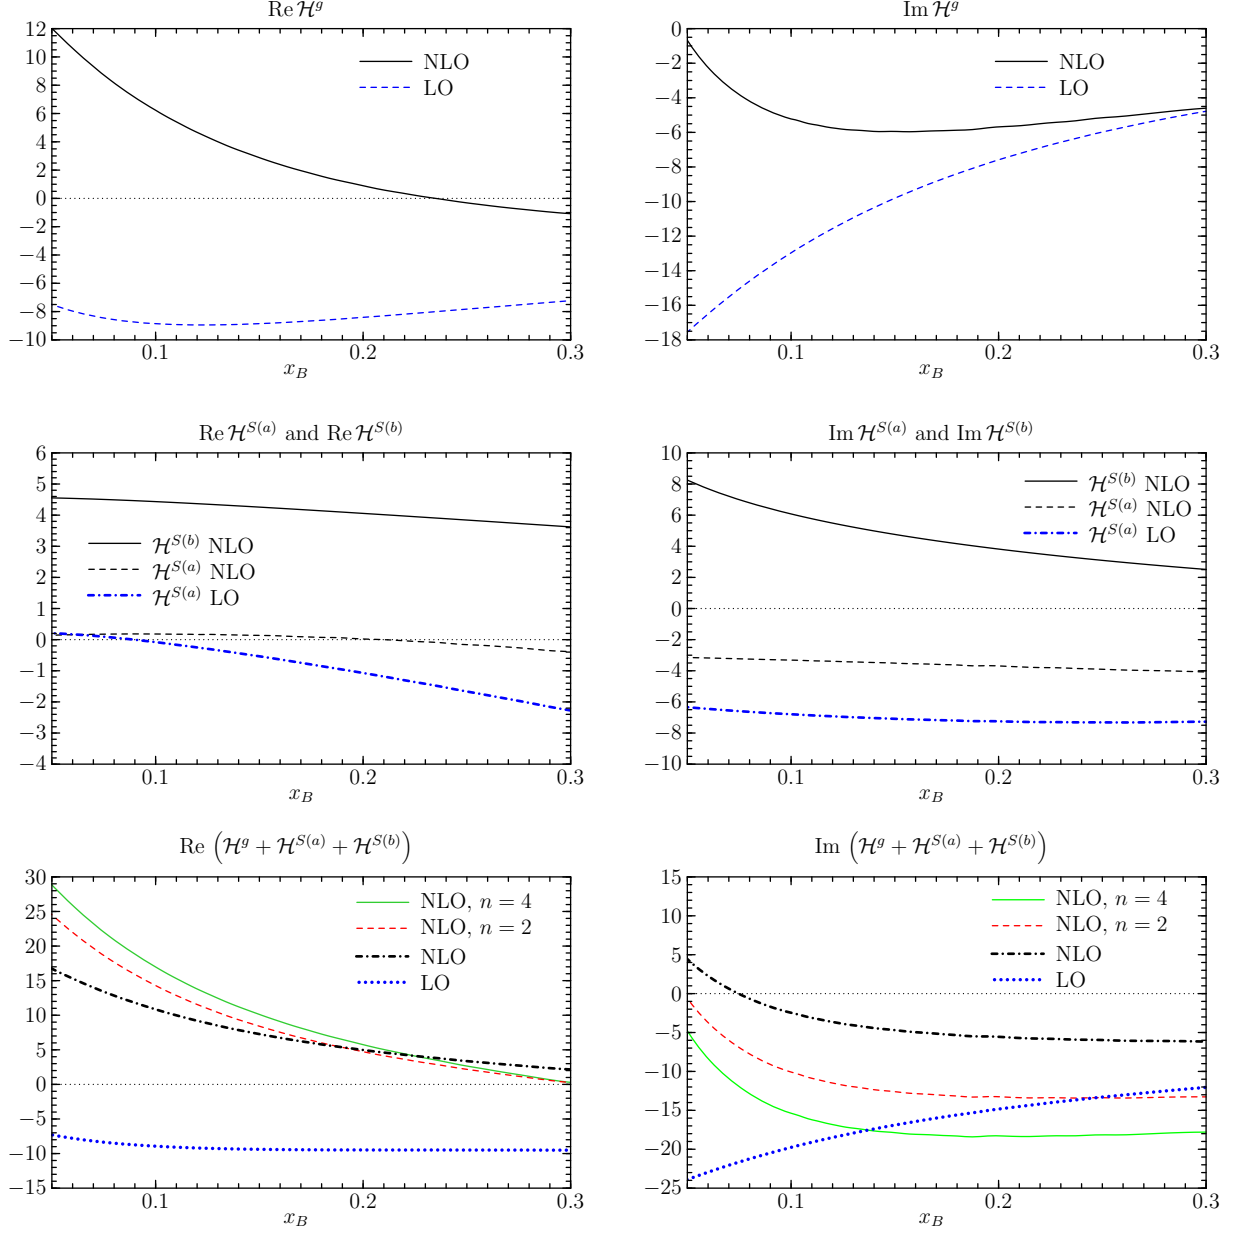 Re ℋ^g
12
10
8
6
4
2
0
−2
−4
−6
−8
−10
NLO
LO
0.1 0.2 0.3
x_B
Im ℋ^g
0
−2
−4
−6
−8
−10
−12
−14
−16
−18
NLO
LO
0.1 0.2 0.3
x_B
Re ℋ^{S(a)} and Re ℋ^{S(b)}
6
5
4
3
2
1
0
−1
−2
−3
−4
ℋ^{S(b)} NLO
ℋ^{S(a)} NLO
ℋ^{S(a)} LO
0.1 0.2 0.3
x_B
Im ℋ^{S(a)} and Im ℋ^{S(b)}
10
8
6
4
2
0
−2
−4
−6
−8
−10
ℋ^{S(b)} NLO
ℋ^{S(a)} NLO
ℋ^{S(a)} LO
0.1 0.2 0.3
x_B
Re (ℋ^g + ℋ^{S(a)} + ℋ^{S(b)})
30
25
20
15
10
5
0
−5
−10
−15
NLO, n = 4
NLO, n = 2
NLO
LO
0.1 0.2 0.3
x_B
Im (ℋ^g + ℋ^{S(a)} + ℋ^{S(b)})
15
10
5
0
−5
−10
−15
−20
−25
NLO, n = 4
NLO, n = 2
NLO
LO
0.1 0.2 0.3
x_B